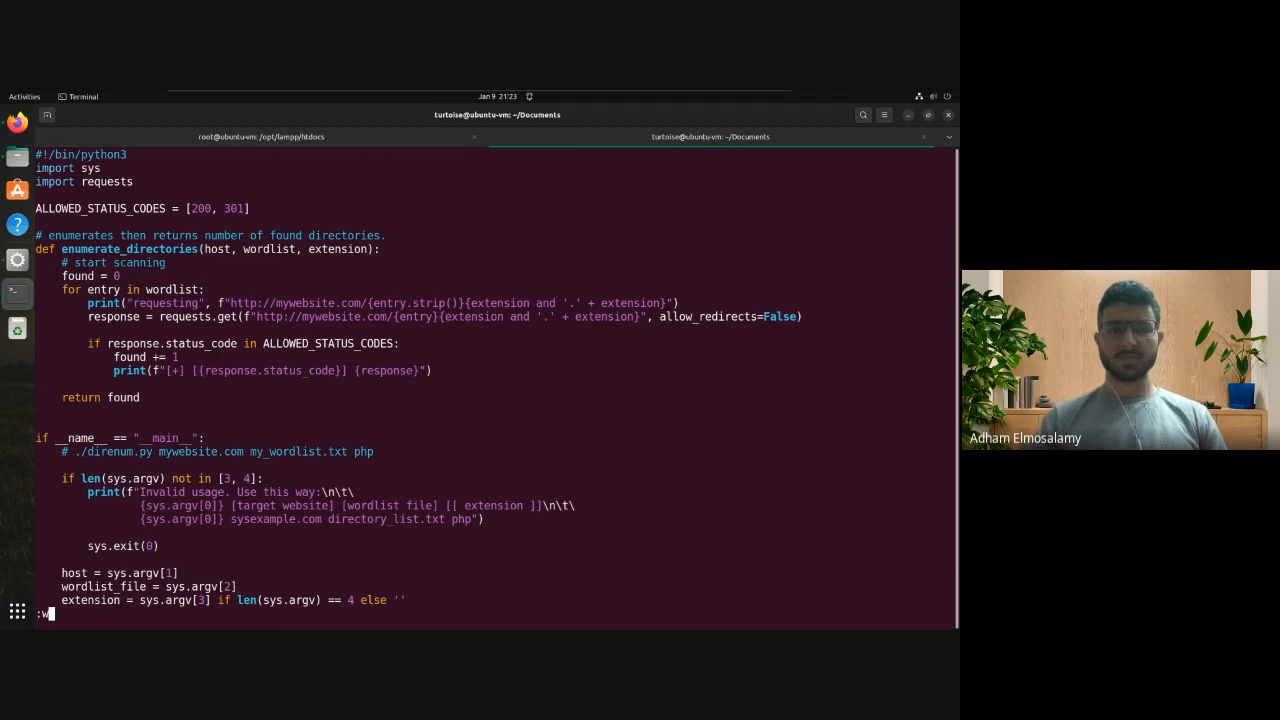 Activities
Terminal
Jan 9 21:23
turtoise@ubuntu-vm: ~/Documents
root@ubuntu-vm: /opt/lampp/htdocs
turtoise@ubuntu-vm: ~/Documents
#!/bin/python3
import sys
import requests
ALLOWED_STATUS_CODES = [200, 301]
# enumerates then returns number of found directories.
def enumerate_directories(host, wordlist, extension):
    # start scanning
    found = 0
    for entry in wordlist:
        print("requesting", f"http://mywebsite.com/{entry.strip()}{extension and '.' + extension}")
        response = requests.get(f"http://mywebsite.com/{entry}{extension and '.' + extension}", allow_redirects=False)
        if response.status_code in ALLOWED_STATUS_CODES:
            found += 1
            print(f"[+] [{response.status_code}] {response}")
    return found
if __name__ == "__main__":
    # ./direnum.py mywebsite.com my_wordlist.txt php
    if len(sys.argv) not in [3, 4]:
        print(f"Invalid usage. Use this way:\n\t\
                {sys.argv[0]} [target website] [wordlist file] [[ extension ]]\n\t\
                {sys.argv[0]} sysexample.com directory_list.txt php")
        sys.exit(0)
    host = sys.argv[1]
    wordlist_file = sys.argv[2]
    extension = sys.argv[3] if len(sys.argv) == 4 else ''
:w
Adham Elmosalamy